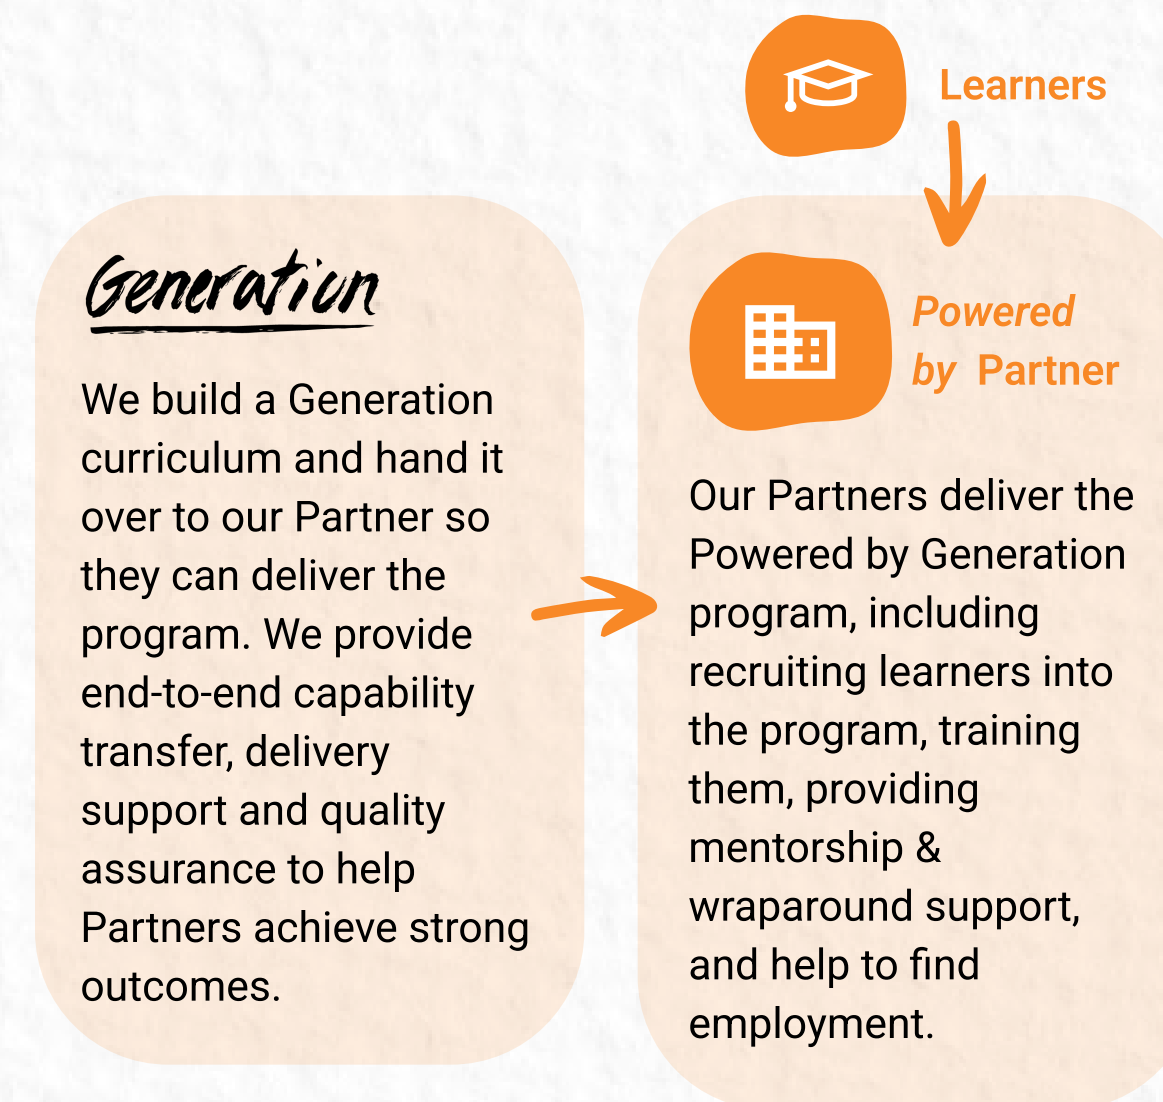 Learners
Generation
We build a Generation
curriculum and hand it
over to our Partner so
they can deliver the
program. We provide
end-to-end capability
transfer, delivery
support and quality
assurance to help
Partners achieve strong
outcomes.
Powered
by Partner
Our Partners deliver the
Powered by Generation
program, including
recruiting learners into
the program, training
them, providing
mentorship &
wraparound support,
and help to find
employment.